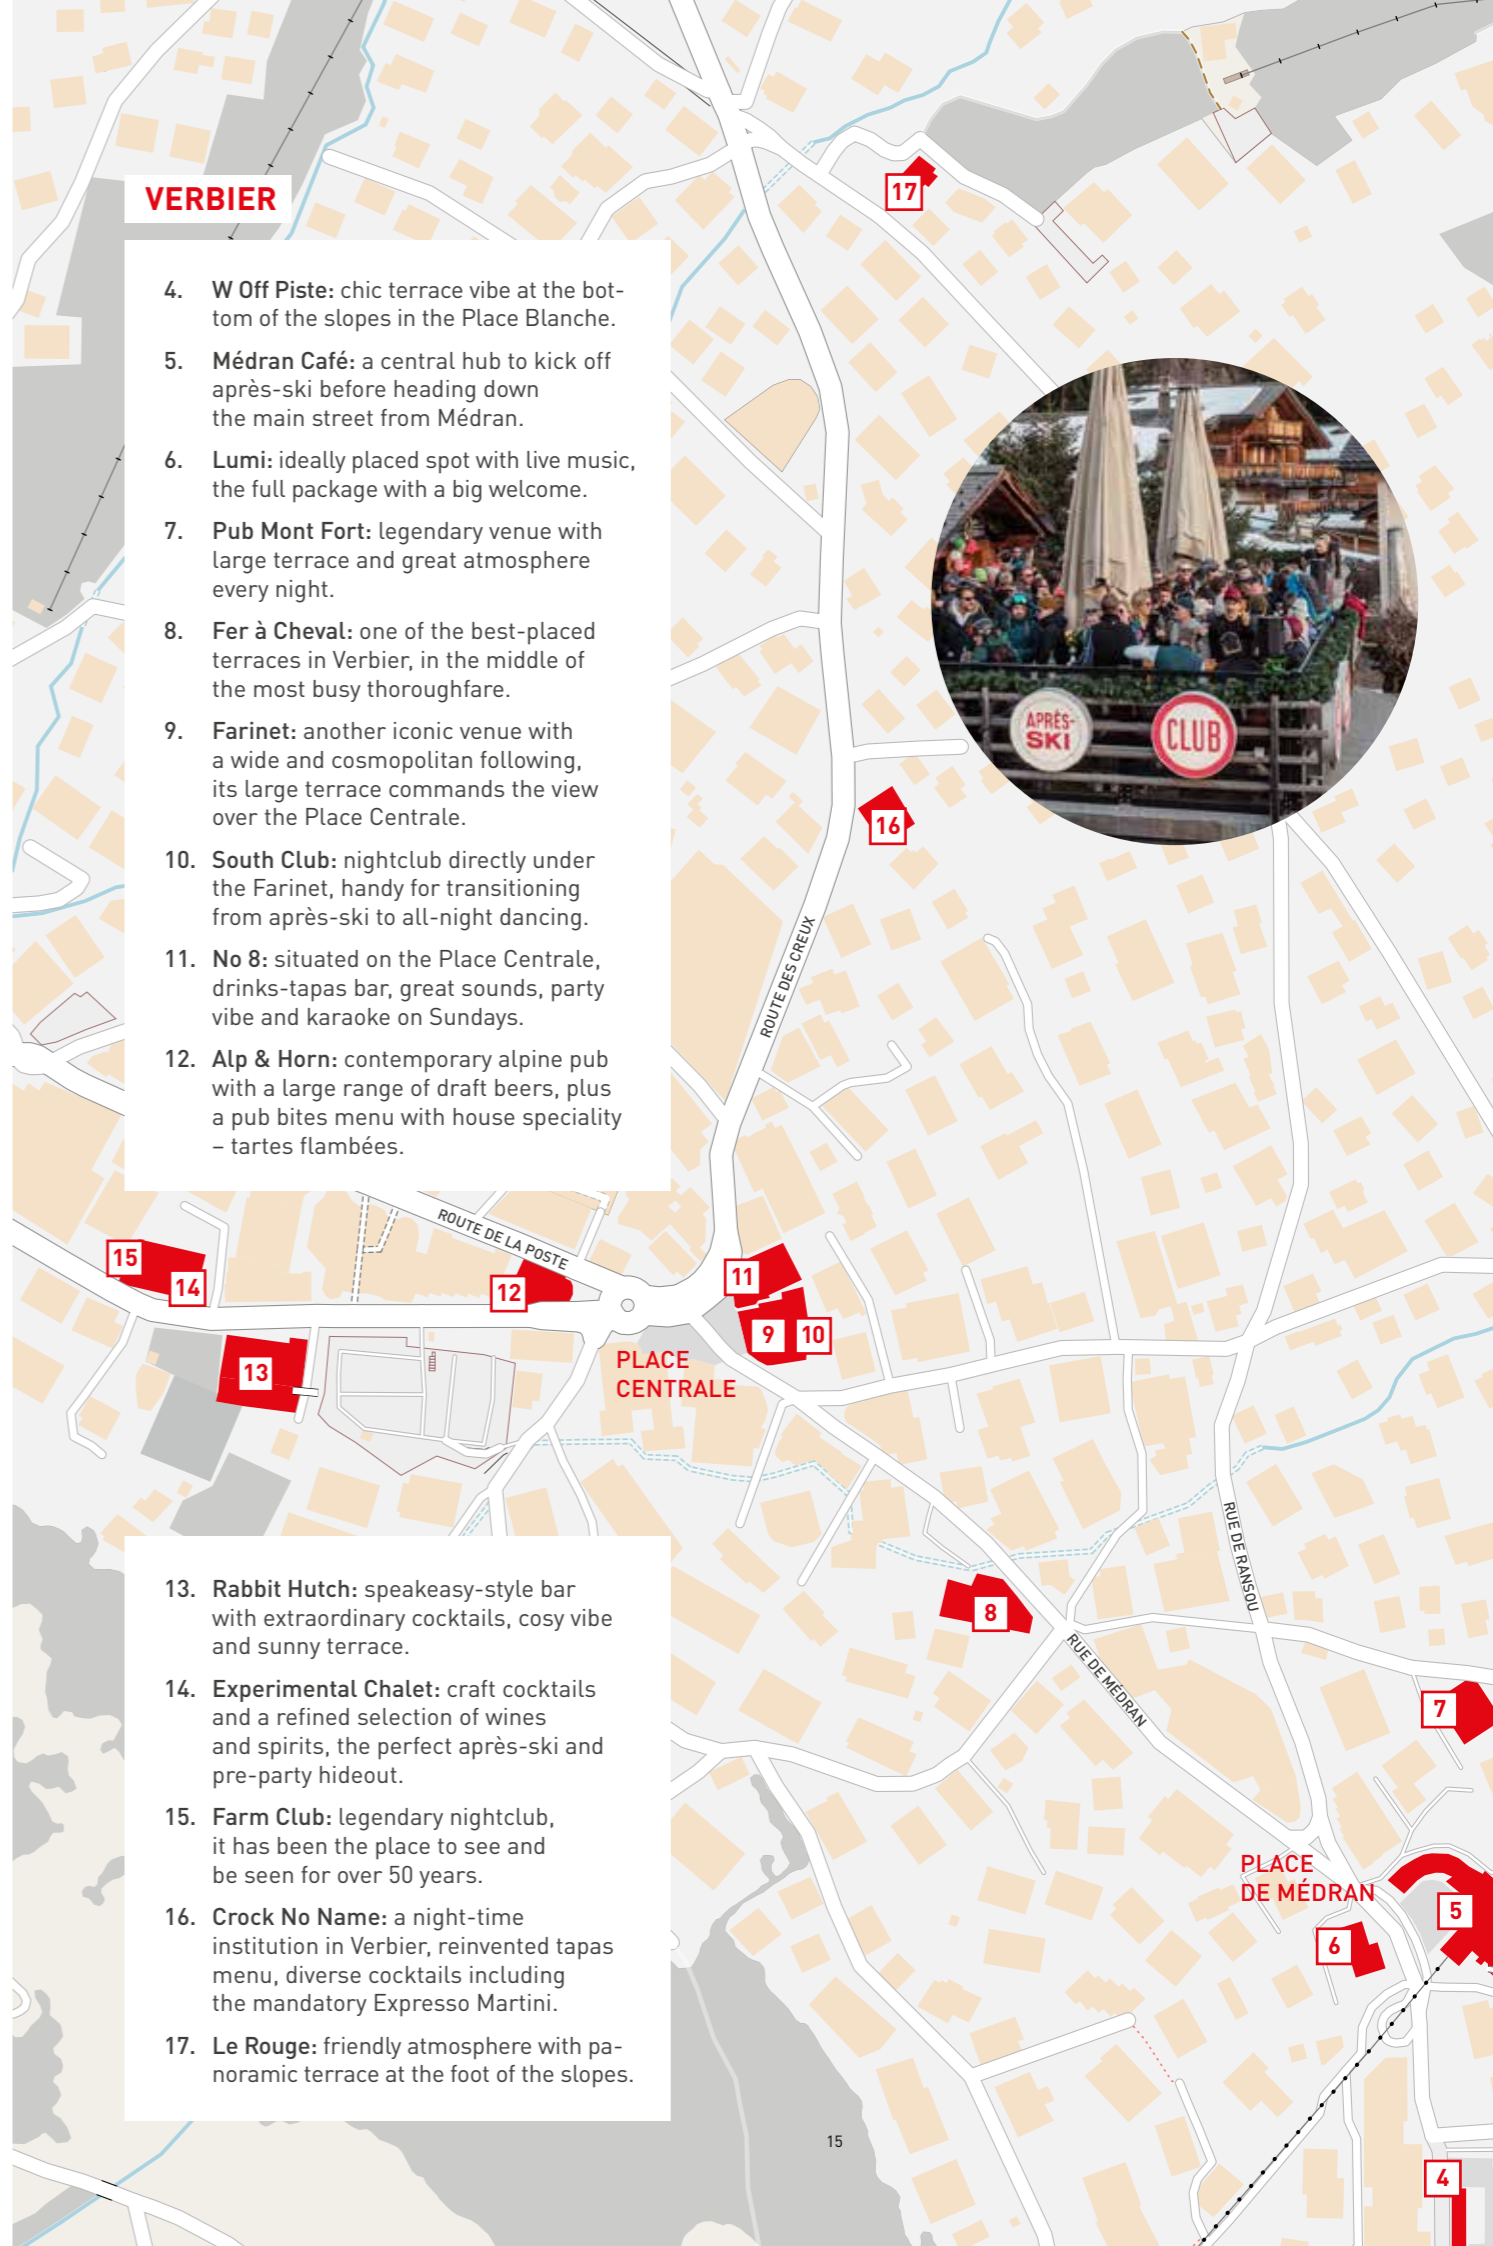 VERBIER
4. W Off Piste: chic terrace vibe at the bot-
tom of the slopes in the Place Blanche.
5. Médran Café: a central hub to kick off
après-ski before heading down
the main street from Médran.
6. Lumi: ideally placed spot with live music,
the full package with a big welcome.
7. Pub Mont Fort: legendary venue with
large terrace and great atmosphere
every night.
8. Fer à Cheval: one of the best-placed
terraces in Verbier, in the middle of
the most busy thoroughfare.
9. Farinet: another iconic venue with
a wide and cosmopolitan following,
its large terrace commands the view
over the Place Centrale.
10. South Club: nightclub directly under
the Farinet, handy for transitioning
from après-ski to all-night dancing.
11. No 8: situated on the Place Centrale,
drinks-tapas bar, great sounds, party
vibe and karaoke on Sundays.
12. Alp & Horn: contemporary alpine pub
with a large range of draft beers, plus
a pub bites menu with house speciality
– tartes flambées.
17
APRÈS-
SKI
CLUB
16
ROUTE DES CREUX
ROUTE DE LA POSTE
15
14
12
11
9
10
13
PLACE
CENTRALE
RUE DE RANSOU
8
RUE DE MÉDRAN
7
PLACE
DE MÉDRAN
5
6
4
13. Rabbit Hutch: speakeasy-style bar
with extraordinary cocktails, cosy vibe
and sunny terrace.
14. Experimental Chalet: craft cocktails
and a refined selection of wines
and spirits, the perfect après-ski and
pre-party hideout.
15. Farm Club: legendary nightclub,
it has been the place to see and
be seen for over 50 years.
16. Crock No Name: a night-time
institution in Verbier, reinvented tapas
menu, diverse cocktails including
the mandatory Expresso Martini.
17. Le Rouge: friendly atmosphere with pa-
noramic terrace at the foot of the slopes.
15